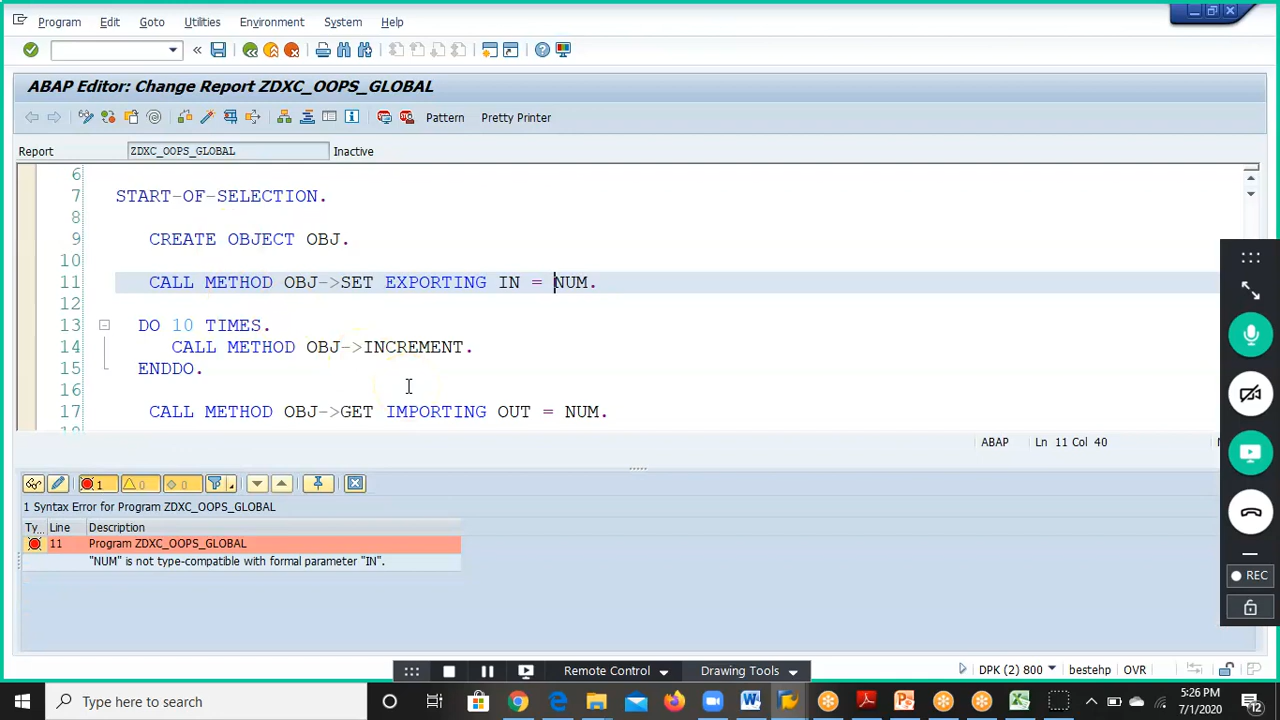 Program Edit Goto Utilities Environment System Help
ABAP Editor: Change Report ZDXC_OOPS_GLOBAL
Pattern Pretty Printer
Report ZDXC_OOPS_GLOBAL Inactive
6
7 START-OF-SELECTION.
8
9 CREATE OBJECT OBJ.
10
11 CALL METHOD OBJ->SET EXPORTING IN = NUM.
12
13 DO 10 TIMES.
14 CALL METHOD OBJ->INCREMENT.
15 ENDDO.
16
17 CALL METHOD OBJ->GET IMPORTING OUT = NUM.
ABAP Ln 11 Col 40
1 0 0
1 Syntax Error for Program ZDXC_OOPS_GLOBAL
Ty... Line Description
11 Program ZDXC_OOPS_GLOBAL
"NUM" is not type-compatible with formal parameter "IN".
REC
Remote Control Drawing Tools
DPK (2) 800 bestehp OVR
Type here to search
5:26 PM
7/1/2020
12